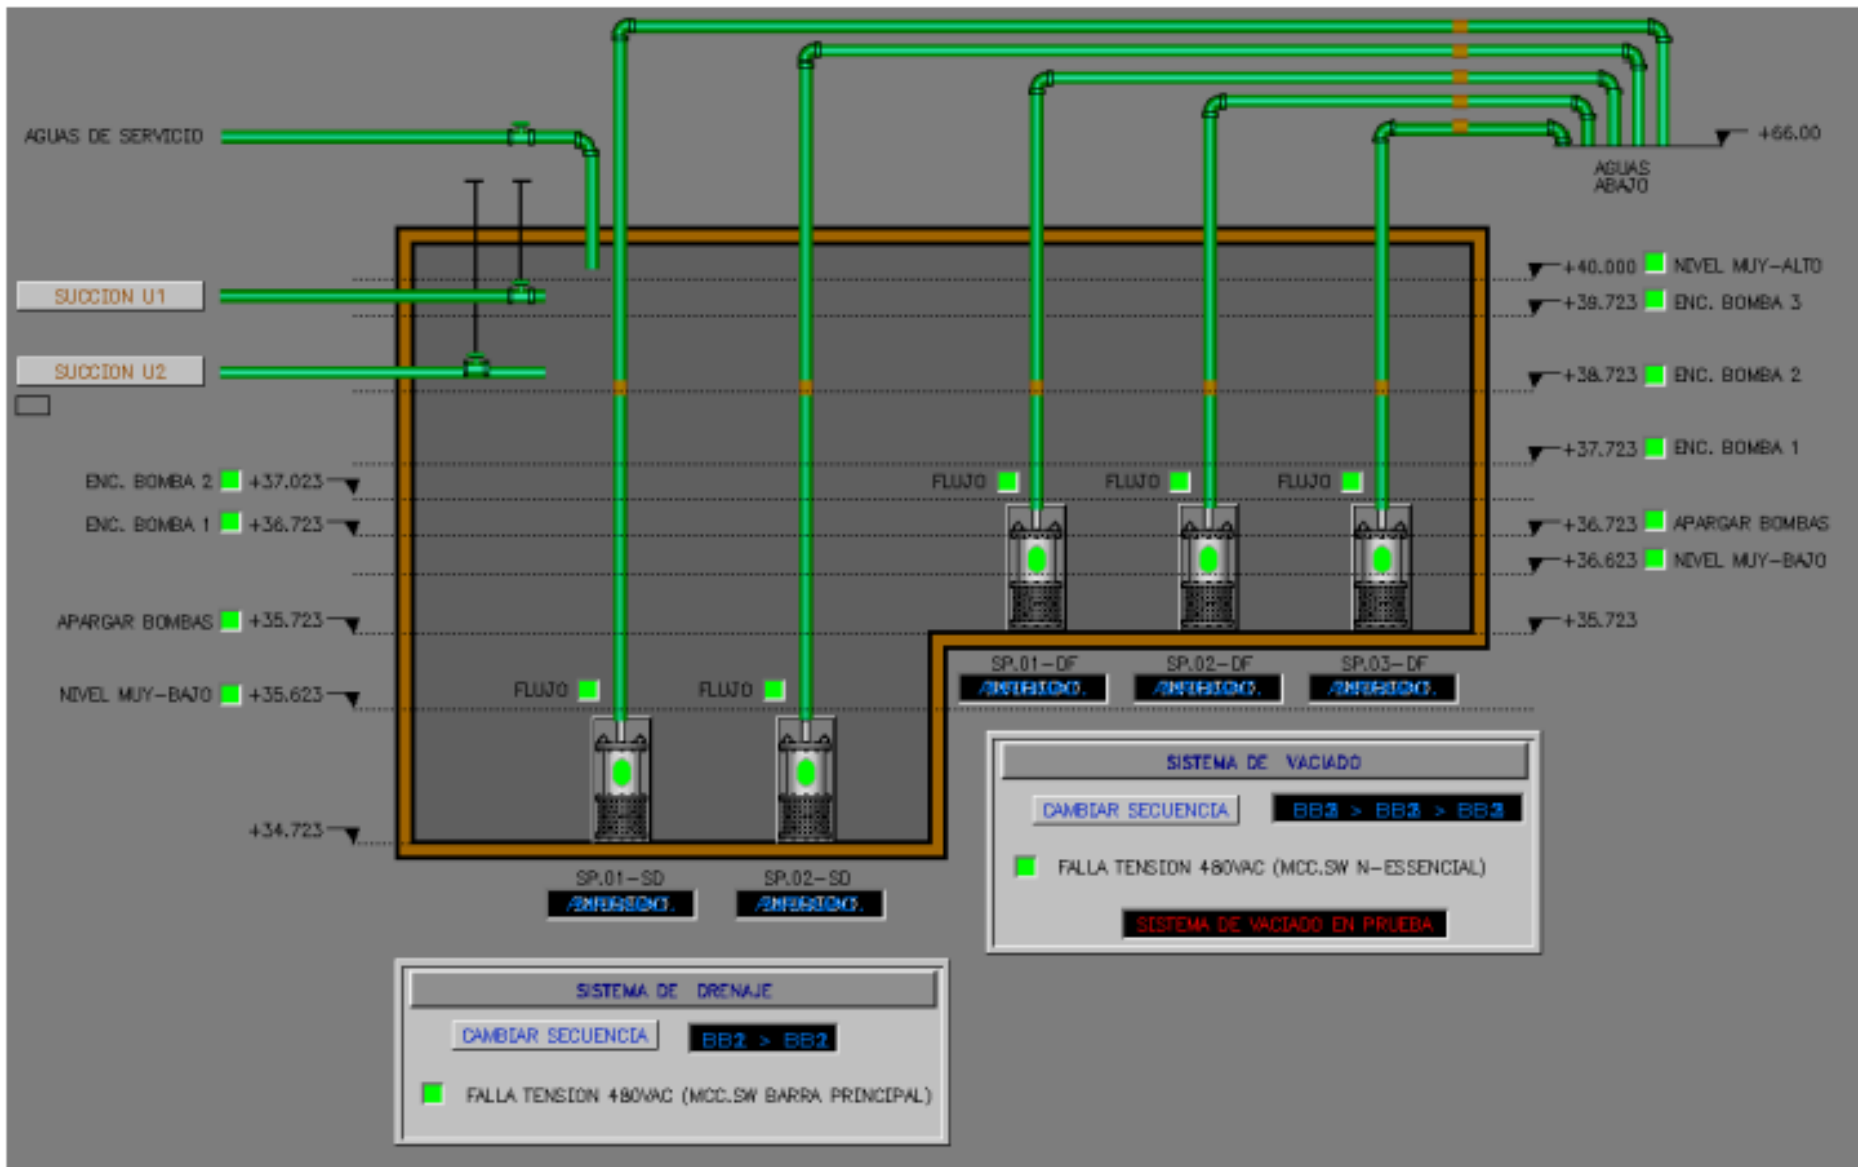 AGUAS DE SERVICIO
+66.00
AGUAS
ABAJO
SUCCION U1
SUCCION U2
+40.000 NIVEL MUY-ALTO
+39.723 ENC. BOMBA 3
+38.723 ENC. BOMBA 2
+37.723 ENC. BOMBA 1
ENC. BOMBA 2 +37.023
ENC. BOMBA 1 +36.723
FLUJO FLUJO FLUJO
+36.723 APARGAR BOMBAS
+36.623 NIVEL MUY-BAJO
APARGAR BOMBAS +35.723
+35.723
NIVEL MUY-BAJO +35.623
FLUJO FLUJO
SP.01-DF SP.02-DF SP.03-DF
+34.723
SP.01-SD SP.02-SD
SISTEMA DE VACIADO
CAMBIAR SECUENCIA
FALLA TENSION 480VAC (MCC.SW N-ESSENCIAL)
SISTEMA DE VACIADO EN PRUEBA
SISTEMA DE DRENAJE
CAMBIAR SECUENCIA
FALLA TENSION 480VAC (MCC.SW BARRA PRINCIPAL)